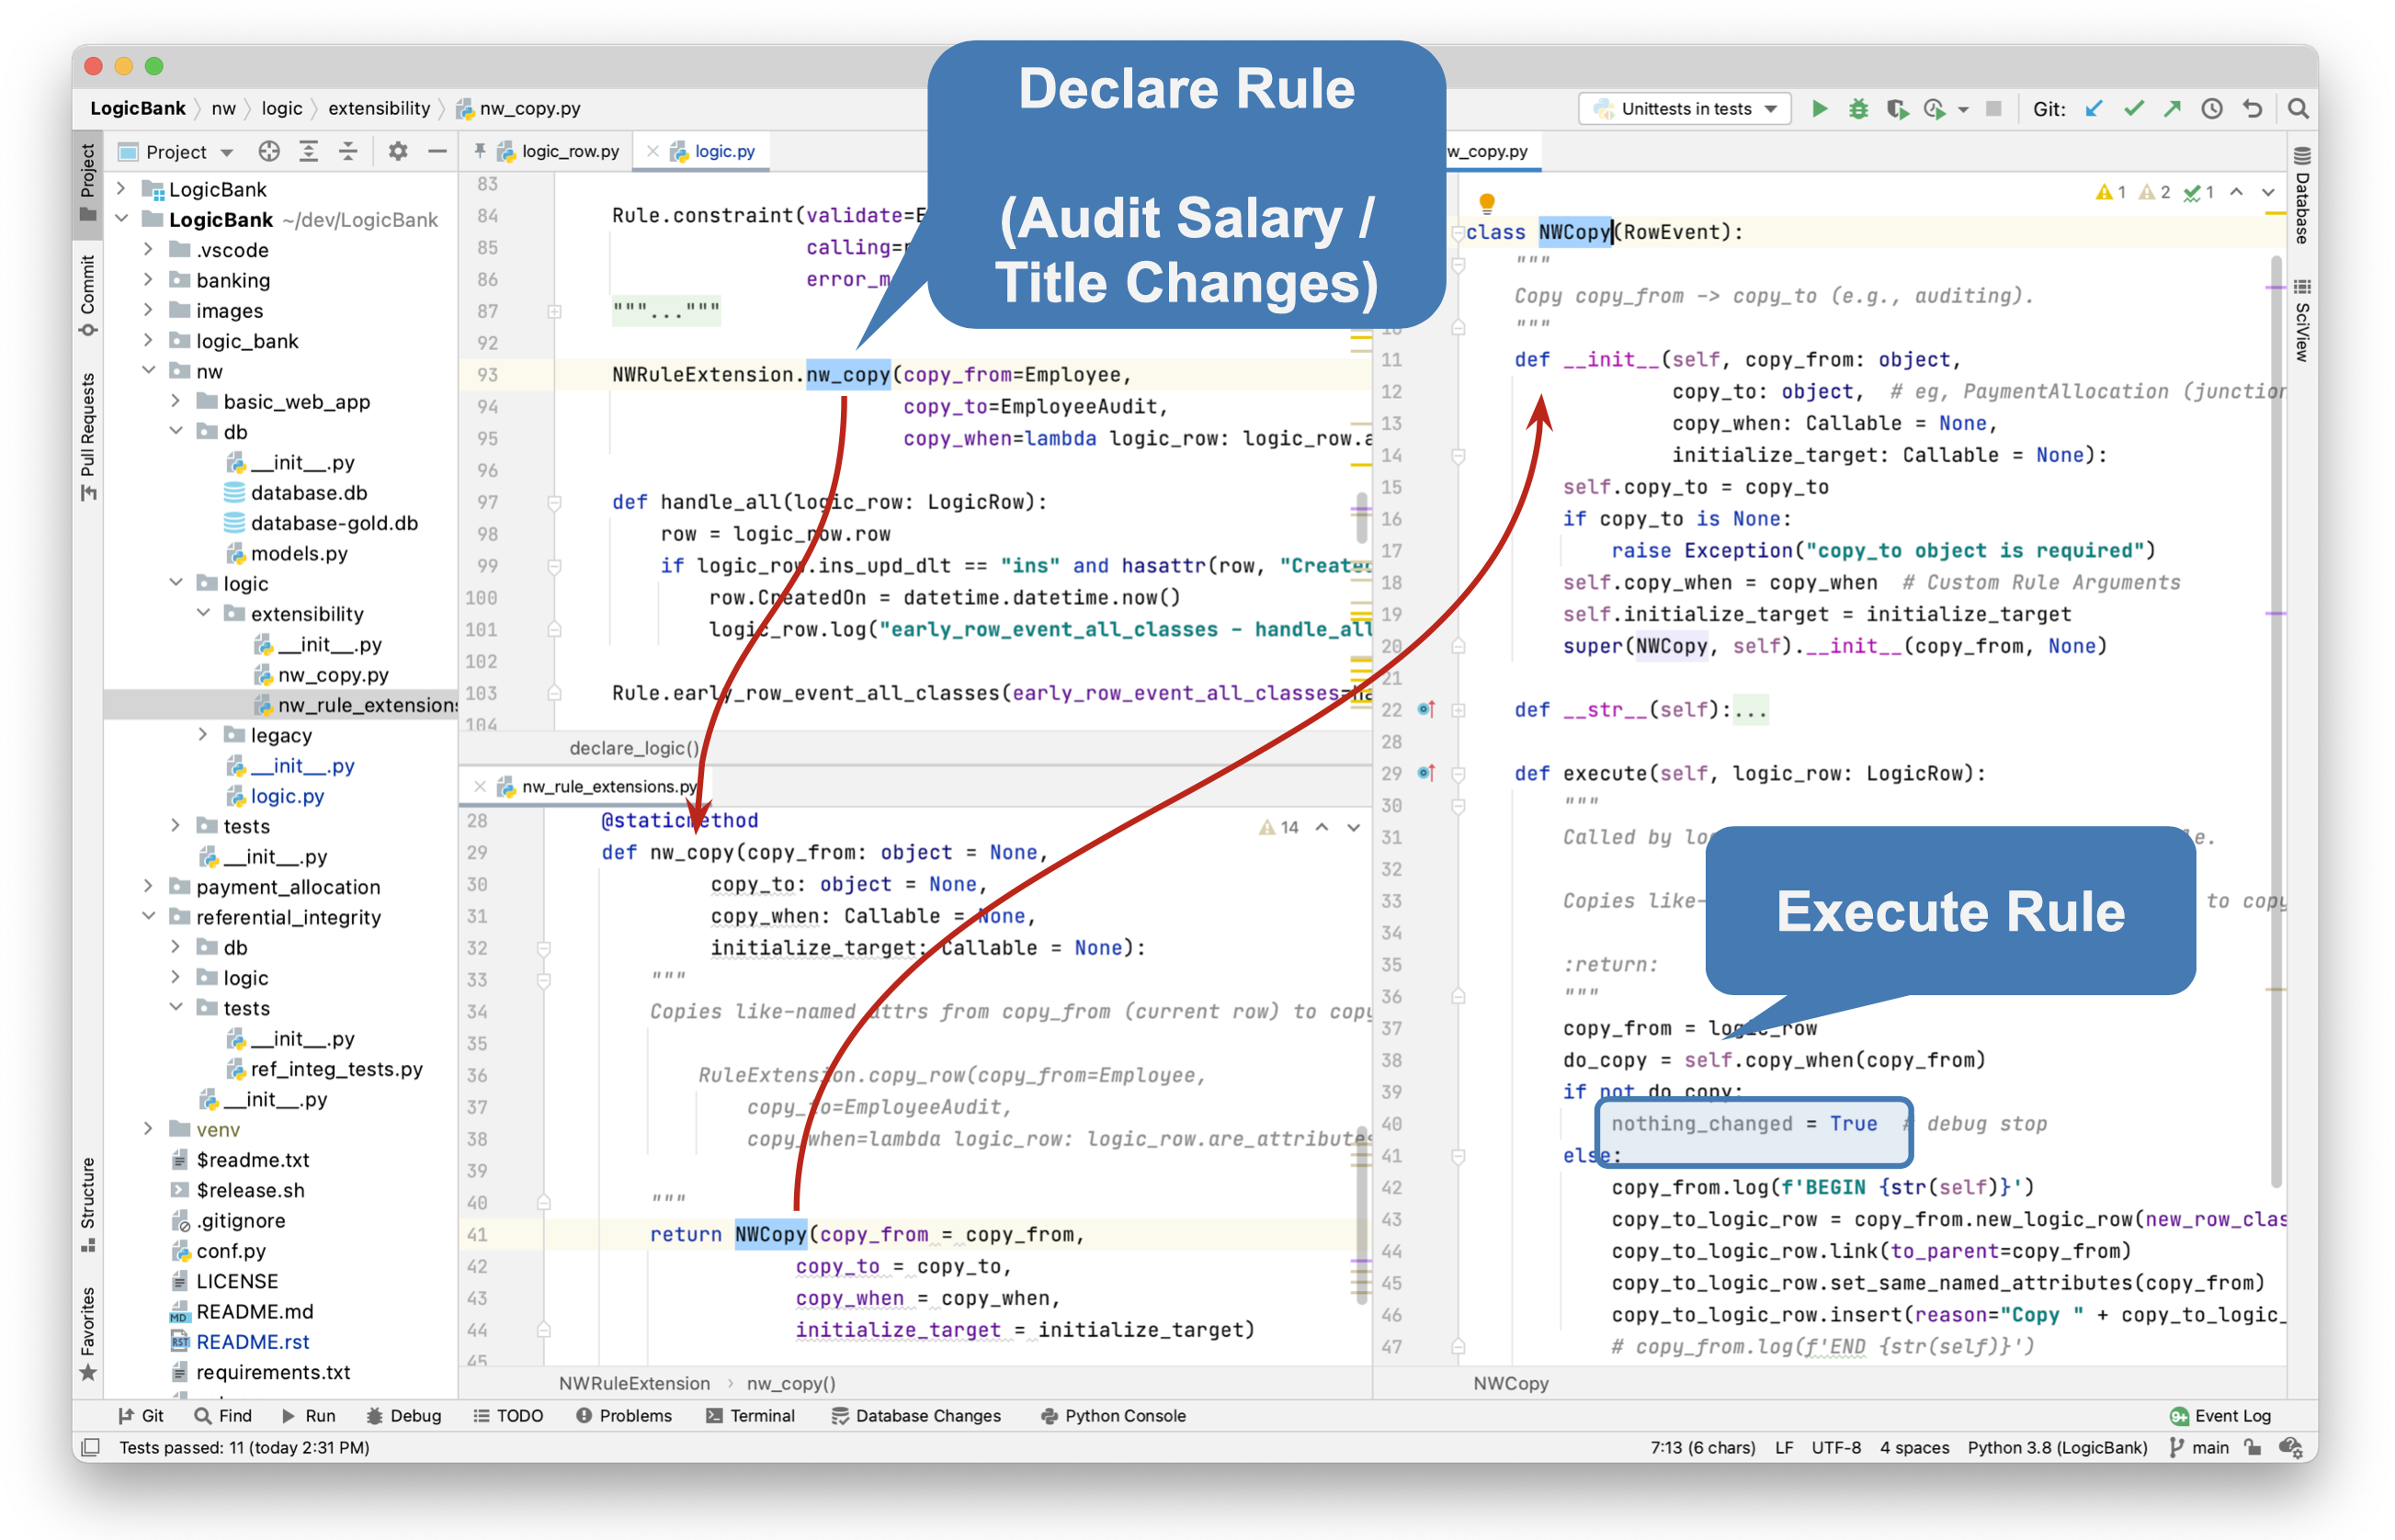 LogicBank nw logic extensibility nw_copy.py
Unittests in tests
Git:
Project
logic_row.py
logic.py
w_copy.py
Project
Commit
Pull Requests
Structure
Favorites
LogicBank
LogicBank ~/dev/LogicBank
.vscode
banking
images
logic_bank
nw
basic_web_app
db
__init__.py
database.db
database-gold.db
models.py
logic
extensibility
__init__.py
nw_copy.py
nw_rule_extensions
legacy
__init__.py
logic.py
tests
__init__.py
payment_allocation
referential_integrity
db
logic
tests
__init__.py
ref_integ_tests.py
__init__.py
venv
$readme.txt
$release.sh
.gitignore
conf.py
LICENSE
README.md
README.rst
requirements.txt
Declare Rule
(Audit Salary /
Title Changes)
83
84 Rule.constraint(validate=E
85 calling=
86 error_m
87 """..."""
92
93 NWRuleExtension.nw_copy(copy_from=Employee,
94 copy_to=EmployeeAudit,
95 copy_when=lambda logic_row: logic_row.a
96
97 def handle_all(logic_row: LogicRow):
98 row = logic_row.row
99 if logic_row.ins_upd_dlt == "ins" and hasattr(row, "Created
100 row.CreatedOn = datetime.datetime.now()
101 logic_row.log("early_row_event_all_classes - handle_all
102
103 Rule.early_row_event_all_classes(early_row_event_all_classes=ha
104
declare_logic()
nw_rule_extensions.py
14
28 @staticmethod
29 def nw_copy(copy_from: object = None,
30 copy_to: object = None,
31 copy_when: Callable = None,
32 initialize_target: Callable = None):
33 """
34 Copies like-named attrs from copy_from (current row) to copy
35
36 RuleExtension.copy_row(copy_from=Employee,
37 copy_to=EmployeeAudit,
38 copy_when=lambda logic_row: logic_row.are_attributes
39
40 """
41 return NWCopy(copy_from = copy_from,
42 copy_to = copy_to,
43 copy_when = copy_when,
44 initialize_target = initialize_target)
45
NWRuleExtension nw_copy()
1 2 1
class NWCopy(RowEvent):
"""
Copy copy_from -> copy_to (e.g., auditing).
10 """
11 def __init__(self, copy_from: object,
12 copy_to: object, # eg, PaymentAllocation (junction
13 copy_when: Callable = None,
14 initialize_target: Callable = None):
15 self.copy_to = copy_to
16 if copy_to is None:
17 raise Exception("copy_to object is required")
18 self.copy_when = copy_when # Custom Rule Arguments
19 self.initialize_target = initialize_target
20 super(NWCopy, self).__init__(copy_from, None)
21
22 def __str__(self):...
28
29 def execute(self, logic_row: LogicRow):
30 """
31 Called by lo e.
32
33 Copies like- to copy
34
35 :return:
36 """
37 copy_from = logic_row
38 do_copy = self.copy_when(copy_from)
39 if not do_copy:
40 nothing_changed = True # debug stop
41 else:
42 copy_from.log(f'BEGIN {str(self)}')
43 copy_to_logic_row = copy_from.new_logic_row(new_row_clas
44 copy_to_logic_row.link(to_parent=copy_from)
45 copy_to_logic_row.set_same_named_attributes(copy_from)
46 copy_to_logic_row.insert(reason="Copy " + copy_to_logic_
47 # copy_from.log(f'END {str(self)}')
NWCopy
Execute Rule
Database
SciView
Git Find Run Debug TODO Problems Terminal Database Changes Python Console
9+ Event Log
Tests passed: 11 (today 2:31 PM)
7:13 (6 chars) LF UTF-8 4 spaces Python 3.8 (LogicBank) main